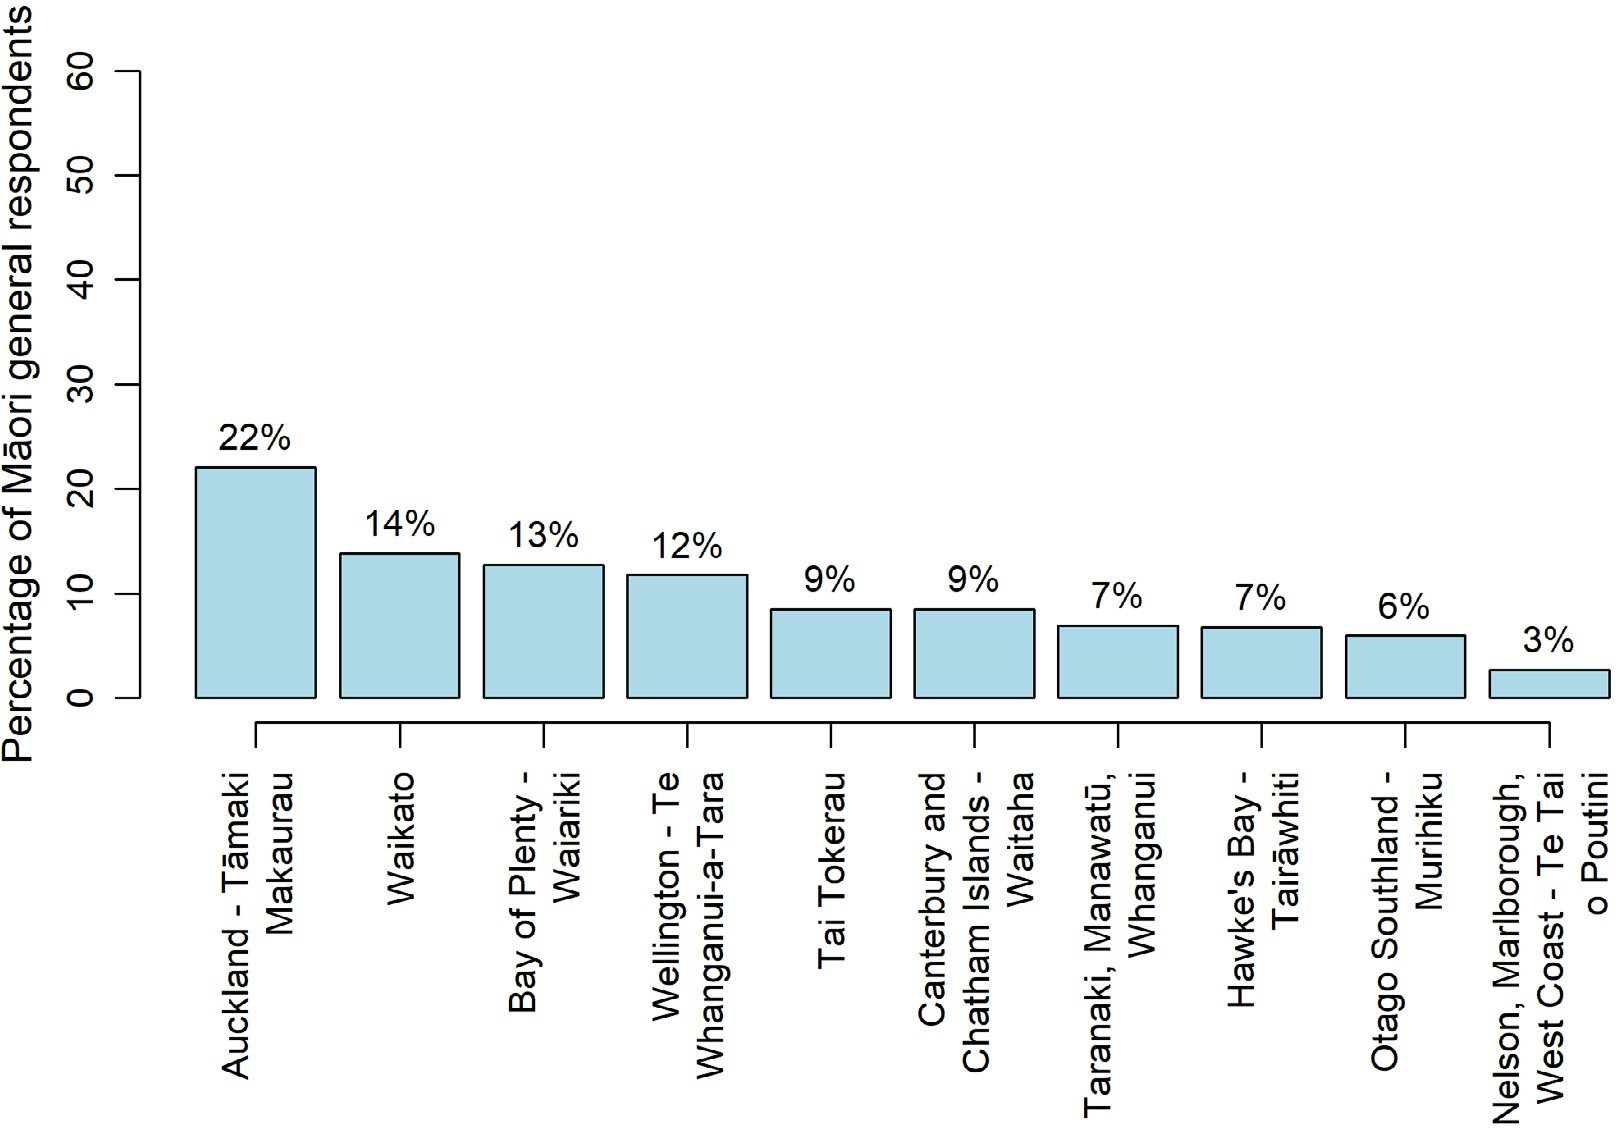 Percentage of Māori general respondents
60
50
40
30
20
10
0
22%
14%
13%
12%
9%
9%
7%
7%
6%
3%
Auckland - Tāmaki
Makaurau
Waikato
Bay of Plenty -
Waiariki
Wellington - Te
Whanganui-a-Tara
Tai Tokerau
Canterbury and
Chatham Islands -
Waitaha
Taranaki, Manawatū,
Whanganui
Hawke's Bay -
Tairāwhiti
Otago Southland -
Murihiku
Nelson, Marlborough,
West Coast - Te Tai
o Poutini